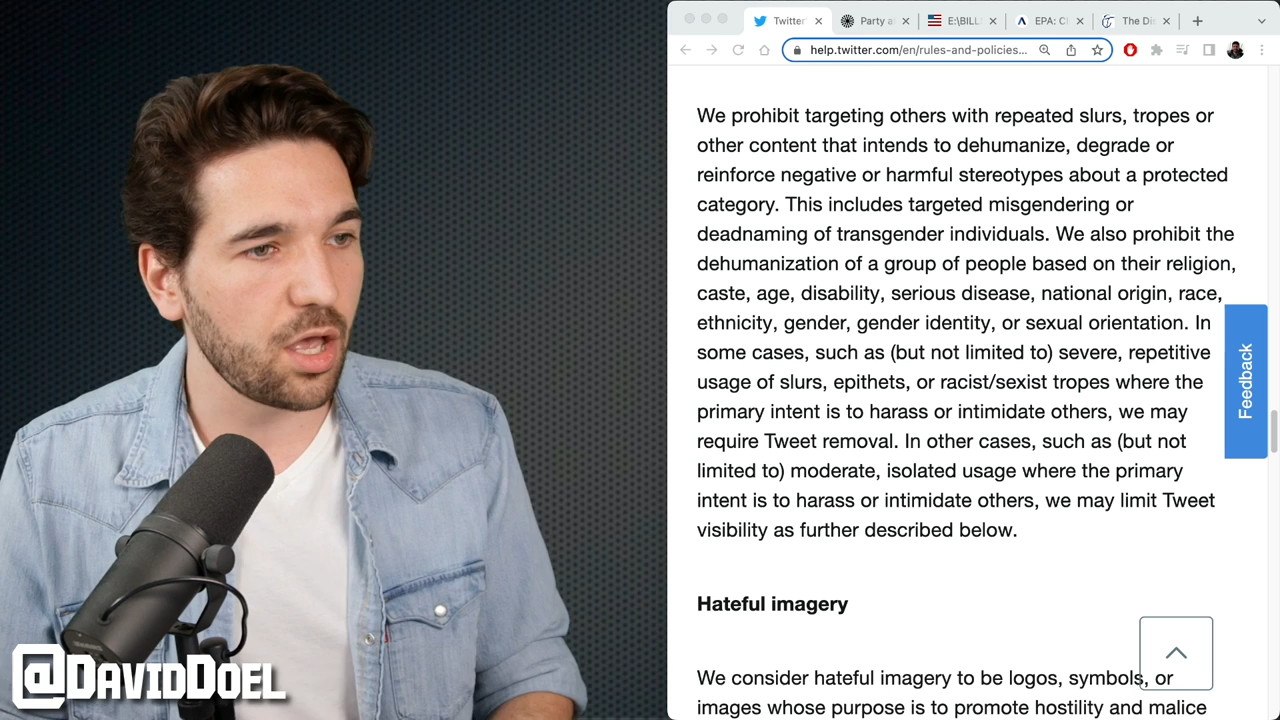 Twitter'
Party a
E:\BILL
EPA: C
The Di
help.twitter.com/en/rules-and-policies...
We prohibit targeting others with repeated slurs, tropes or
other content that intends to dehumanize, degrade or
reinforce negative or harmful stereotypes about a protected
category. This includes targeted misgendering or
deadnaming of transgender individuals. We also prohibit the
dehumanization of a group of people based on their religion,
caste, age, disability, serious disease, national origin, race,
ethnicity, gender, gender identity, or sexual orientation. In
some cases, such as (but not limited to) severe, repetitive
usage of slurs, epithets, or racist/sexist tropes where the
primary intent is to harass or intimidate others, we may
require Tweet removal. In other cases, such as (but not
limited to) moderate, isolated usage where the primary
intent is to harass or intimidate others, we may limit Tweet
visibility as further described below.
Feedback
Hateful imagery
We consider hateful imagery to be logos, symbols, or
images whose purpose is to promote hostility and malice
@DAVIDDOEL